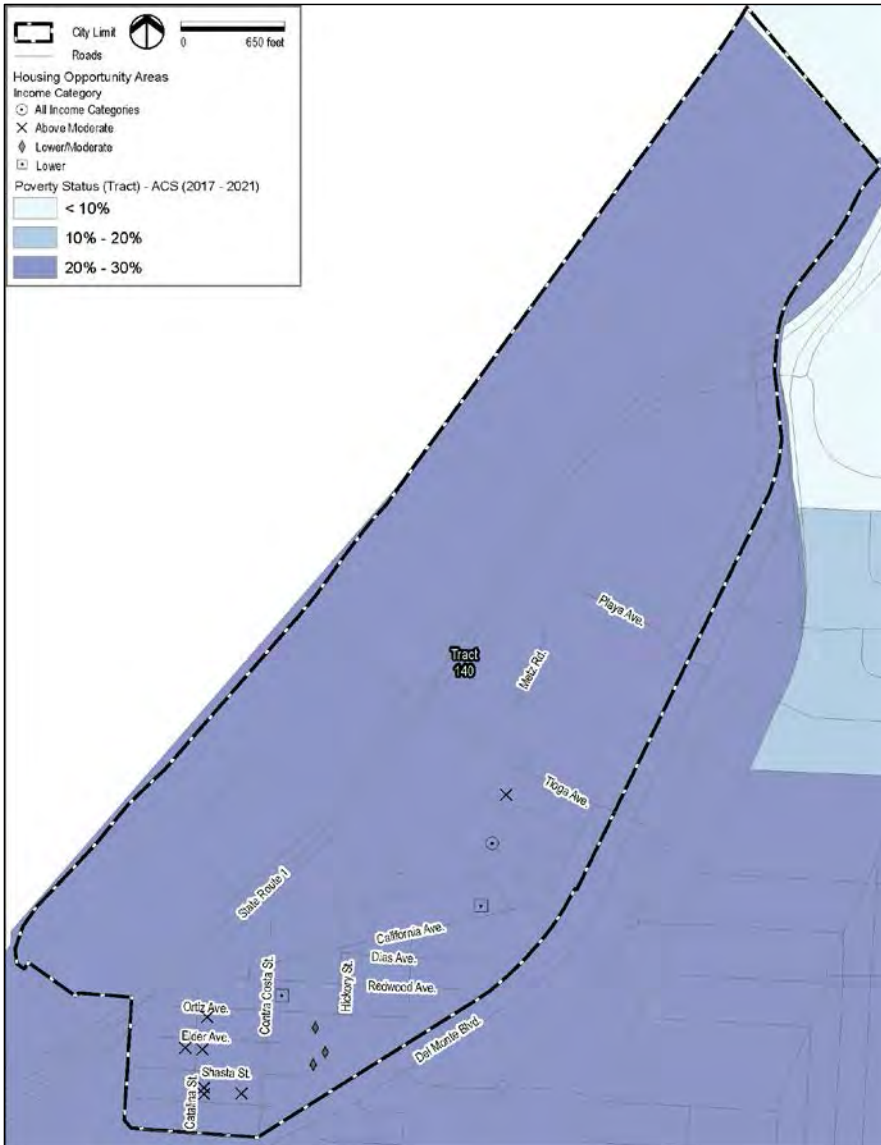 City Limit
0 650 feet
Roads
Housing Opportunity Areas
Income Category
All Income Categories
Above Moderate
Lower/Moderate
Lower
Poverty Status (Tract) - ACS (2017 - 2021)
< 10%
10% - 20%
20% - 30%
Playa Ave.
Tract
140
Metz Rd.
Tioga Ave.
State Route 1
California Ave.
Dias Ave.
Contra Costa St.
Hickory St.
Redwood Ave.
Ortiz Ave.
Elder Ave.
Del Monte Blvd.
Shasta St.
Catalina St.